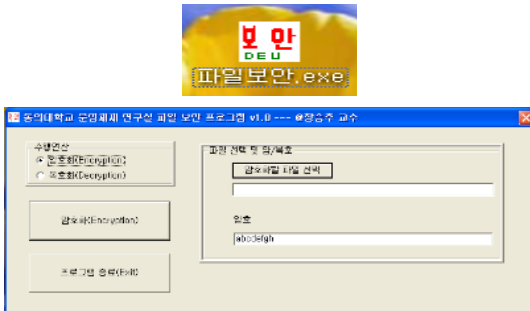 보안
DEU
파일보안.exe
동의대학교 운영체제 연구실 파일 보안 프로그램 v1.0 --- @장승주 교수
수행연산
암호화(Encryption)
복호화(Decryption)
암호화(Encryption)
프로그램 종료(Exit)
파일 선택 및 암/복호
암호화할 파일 선택
암호
abcdefgh